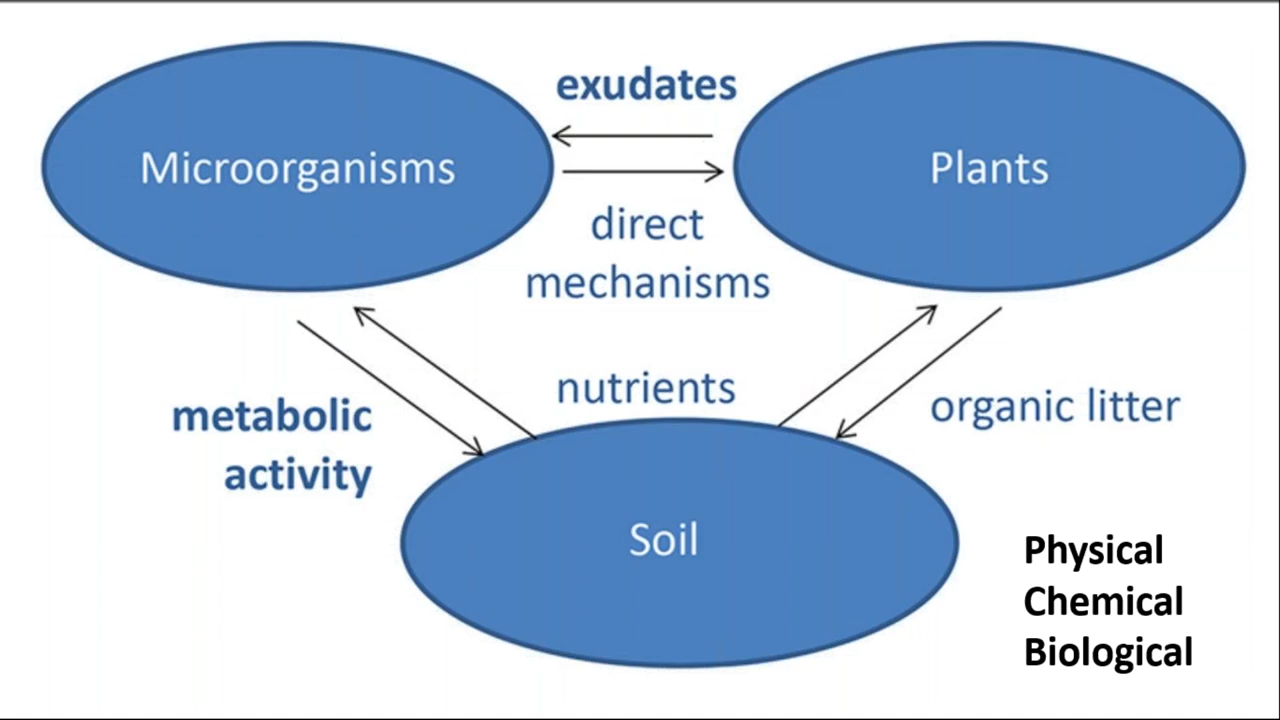 exudates
Microorganisms
Plants
direct
mechanisms
nutrients
metabolic
activity
organic litter
Soil
Physical
Chemical
Biological